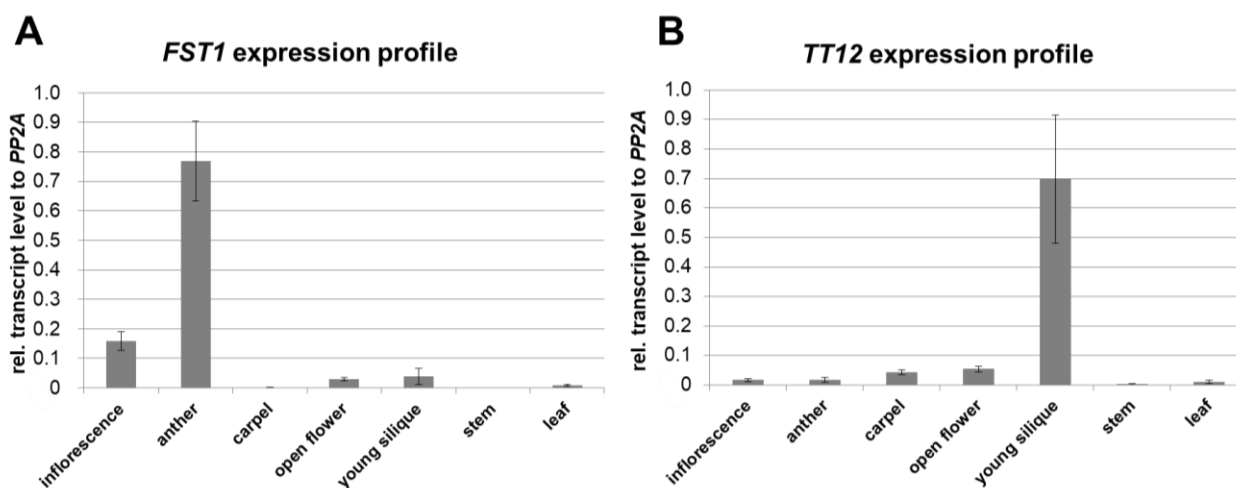 A
FST1 expression profile
rel. transcript level to PP2A
1.0
0.9
0.8
0.7
0.6
0.5
0.4
0.3
0.2
0.1
0
inflorescence
anther
carpel
open flower
young silique
stem
leaf
B
TT12 expression profile
rel. transcript level to PP2A
1.0
0.9
0.8
0.7
0.6
0.5
0.4
0.3
0.2
0.1
0
inflorescence
anther
carpel
open flower
young silique
stem
leaf